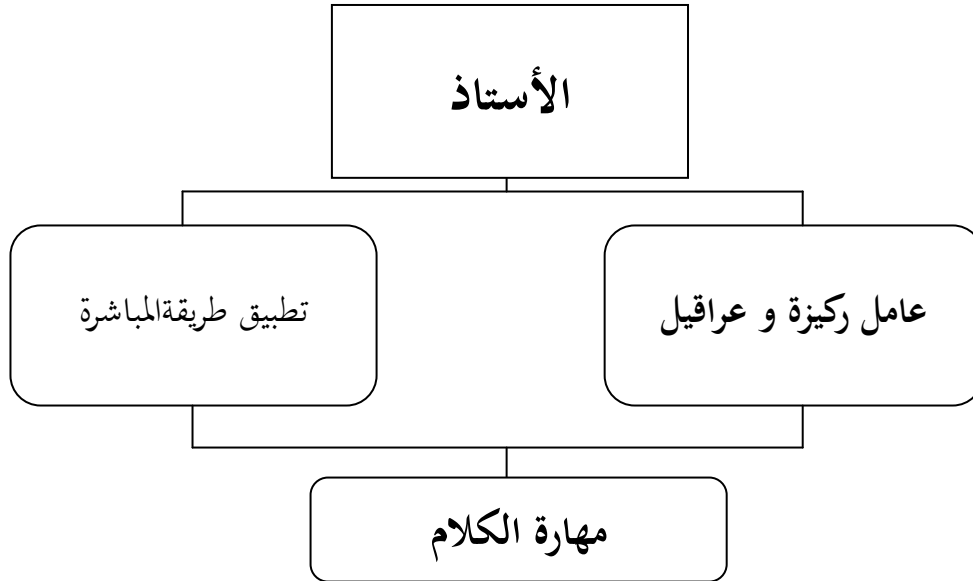 الأستاذ
عامل ركيزة و عراقيل
تطبيق طريقةالمباشرة
مهارة الكلام